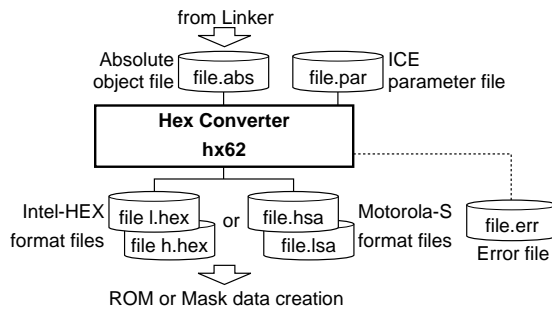 from Linker
Absolute
object file
file.abs
file.par
ICE
parameter file
Hex Converter
hx62
Intel-HEX
format files
file l.hex
file h.hex
or
file.hsa
file.lsa
Motorola-S
format files
file.err
Error file
ROM or Mask data creation